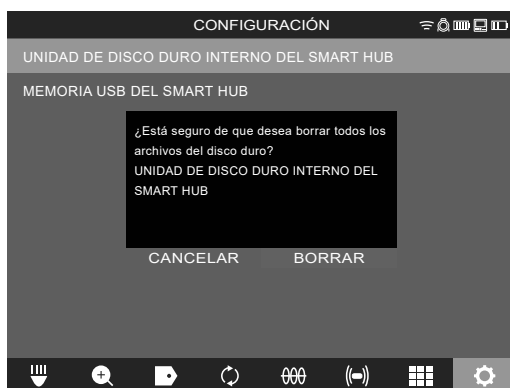 CONFIGURACIÓN
UNIDAD DE DISCO DURO INTERNO DEL SMART HUB
MEMORIA USB DEL SMART HUB
¿Está seguro de que desea borrar todos los
archivos del disco duro?
UNIDAD DE DISCO DURO INTERNO DEL
SMART HUB
CANCELAR BORRAR